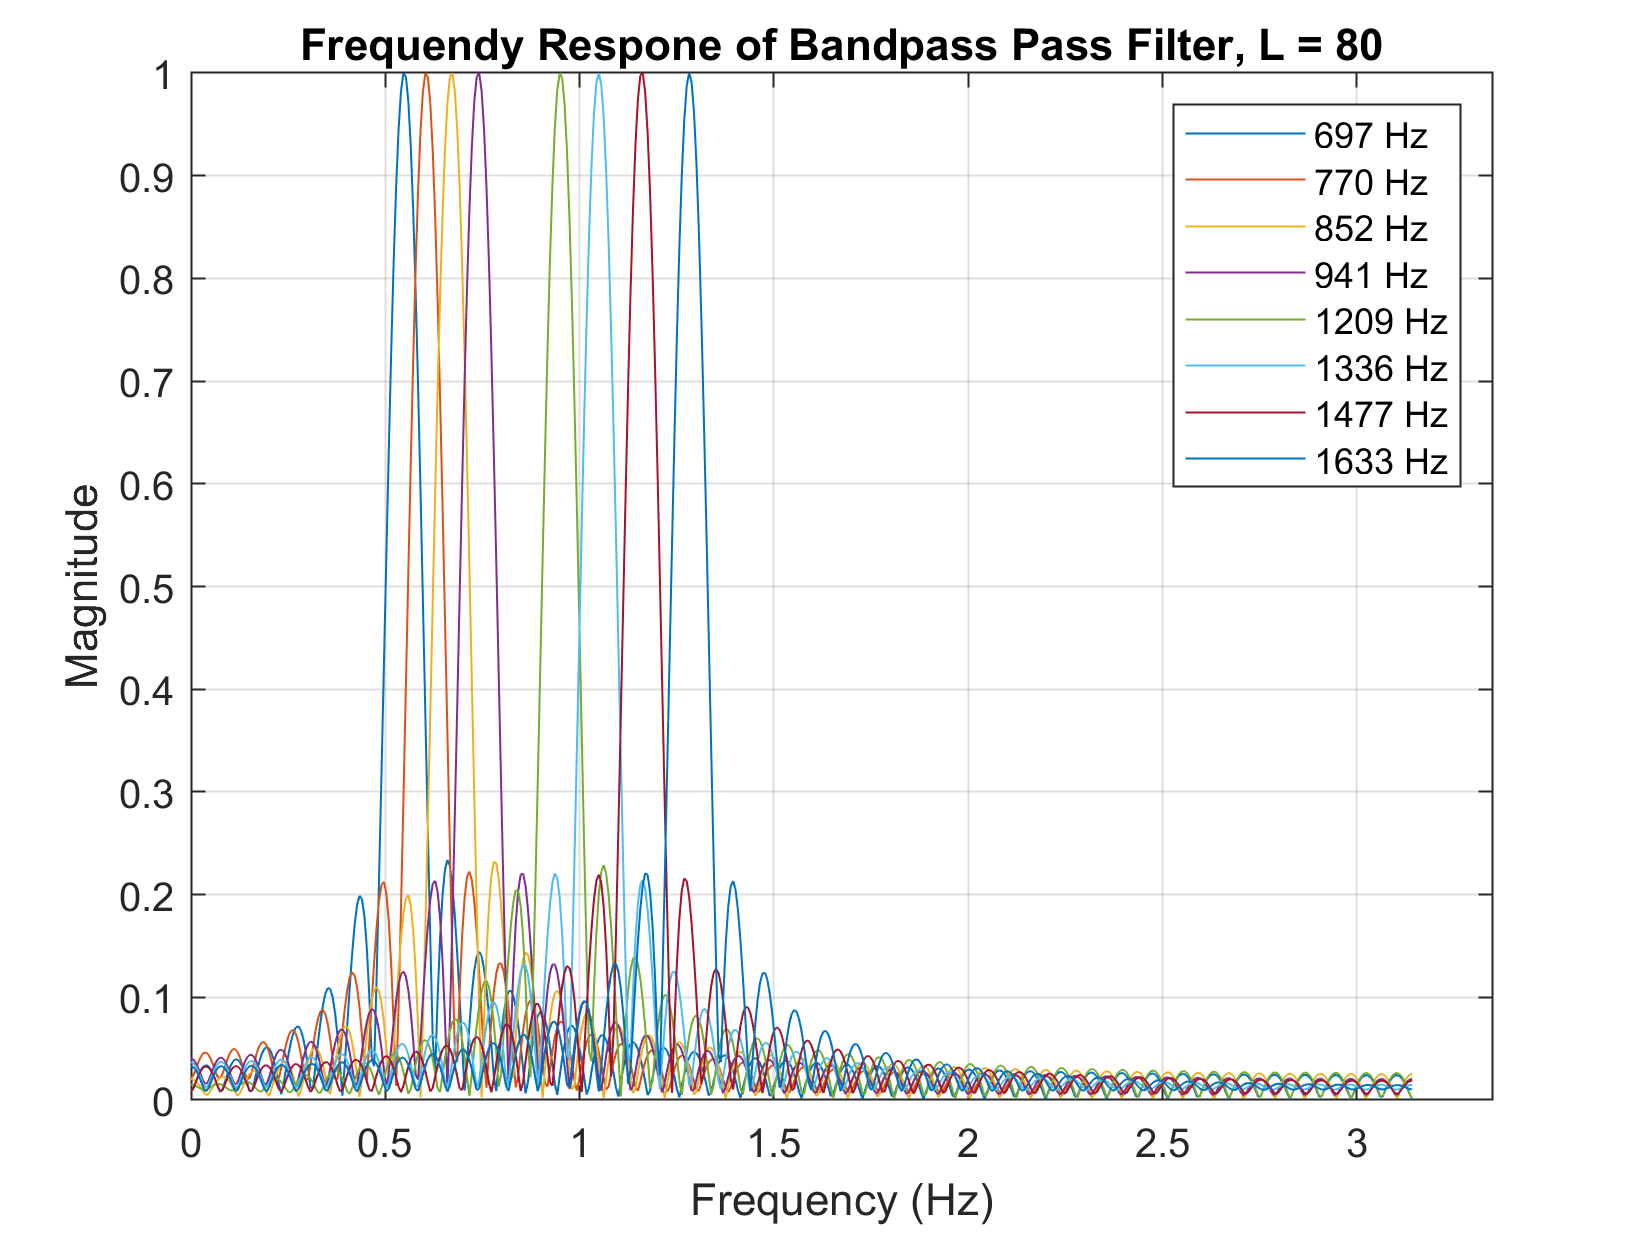 Frequendy Respone of Bandpass Pass Filter, L = 80
1
0.9
0.8
0.7
0.6
0.5
0.4
0.3
0.2
0.1
0
Magnitude
697 Hz
770 Hz
852 Hz
941 Hz
1209 Hz
1336 Hz
1477 Hz
1633 Hz
0 0.5 1 1.5 2 2.5 3
Frequency (Hz)